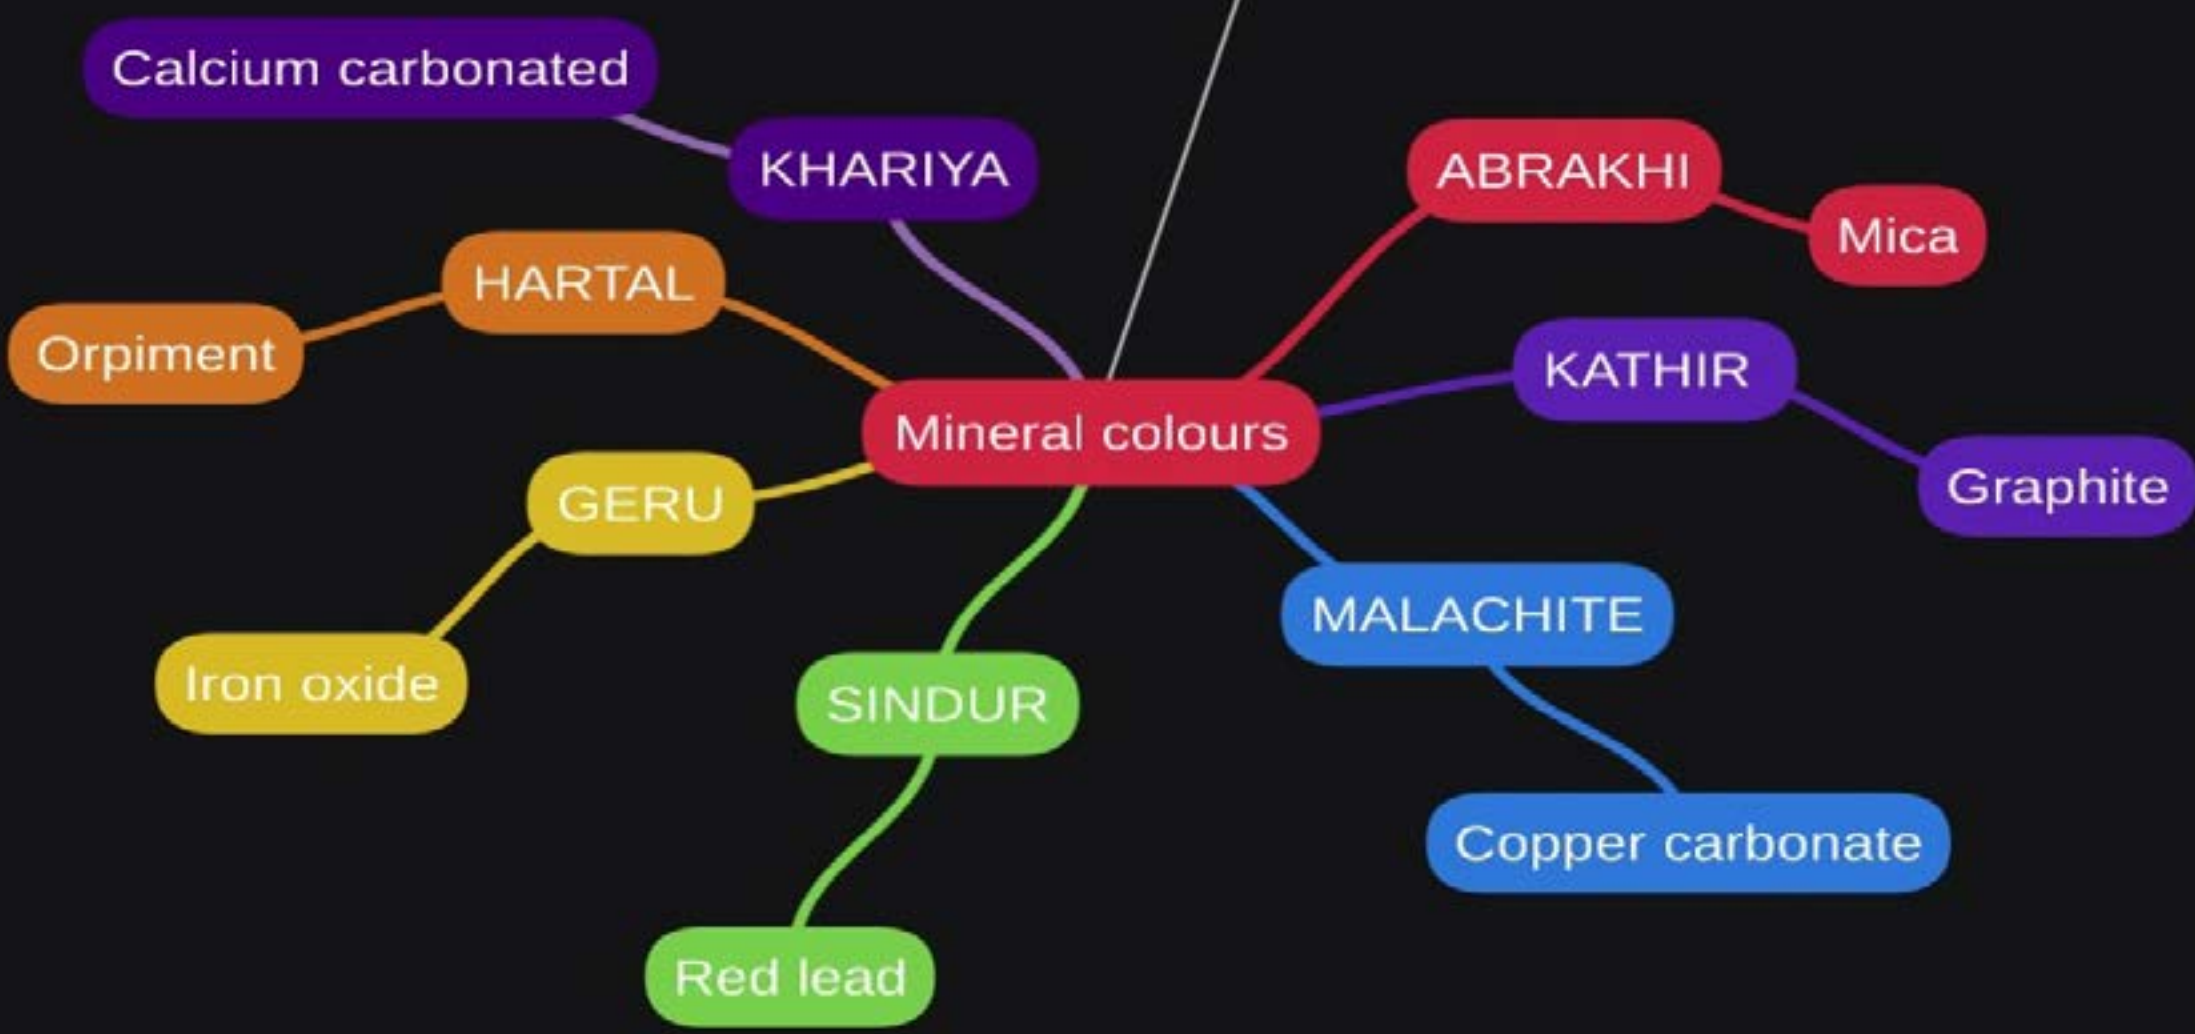 Calcium carbonated
KHARIYA
ABRAKHI
Mica
HARTAL
Orpiment
KATHIR
Mineral colours
Graphite
GERU
MALACHITE
Iron oxide
SINDUR
Copper carbonate
Red lead